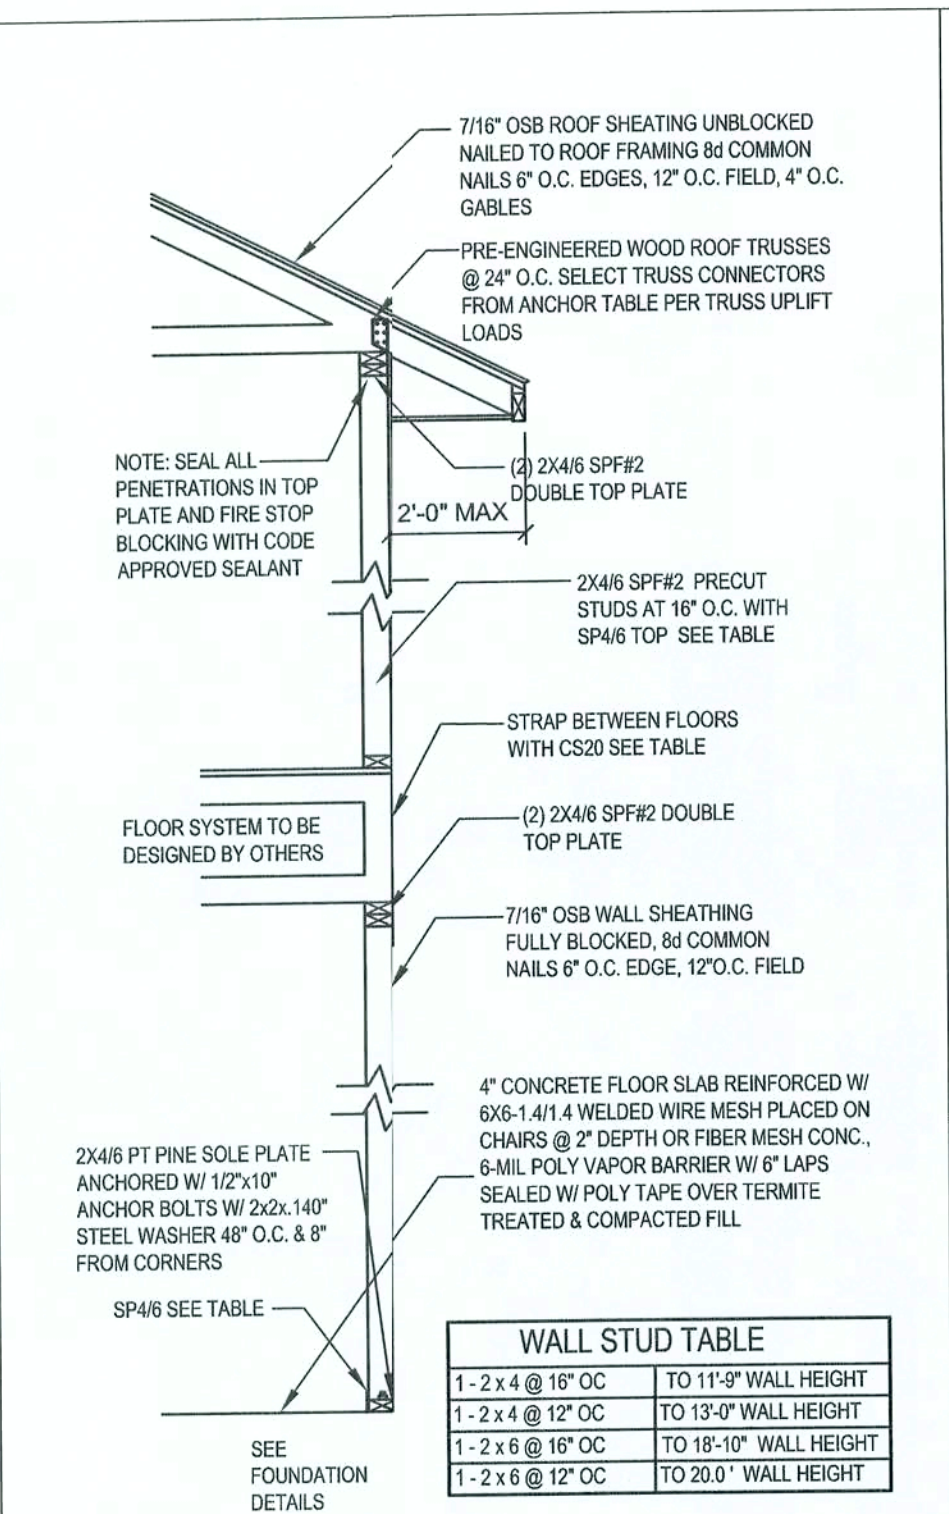 7/16" OSB ROOF SHEATING UNBLOCKED
NAILED TO ROOF FRAMING 8d COMMON
NAILS 6" O.C. EDGES, 12" O.C. FIELD, 4" O.C.
GABLES
PRE-ENGINEERED WOOD ROOF TRUSSES
@ 24" O.C. SELECT TRUSS CONNECTORS
FROM ANCHOR TABLE PER TRUSS UPLIFT
LOADS
NOTE: SEAL ALL
PENETRATIONS IN TOP
PLATE AND FIRE STOP
BLOCKING WITH CODE
APPROVED SEALANT
(2) 2X4/6 SPF#2
DOUBLE TOP PLATE
2'-0" MAX
2X4/6 SPF#2 PRECUT
STUDS AT 16" O.C. WITH
SP4/6 TOP SEE TABLE
STRAP BETWEEN FLOORS
WITH CS20 SEE TABLE
FLOOR SYSTEM TO BE
DESIGNED BY OTHERS
(2) 2X4/6 SPF#2 DOUBLE
TOP PLATE
7/16" OSB WALL SHEATHING
FULLY BLOCKED, 8d COMMON
NAILS 6" O.C. EDGE, 12"O.C. FIELD
4" CONCRETE FLOOR SLAB REINFORCED W/
6X6-1.4/1.4 WELDED WIRE MESH PLACED ON
CHAIRS @ 2" DEPTH OR FIBER MESH CONC.,
6-MIL POLY VAPOR BARRIER W/ 6" LAPS
SEALED W/ POLY TAPE OVER TERMITE
TREATED & COMPACTED FILL
2X4/6 PT PINE SOLE PLATE
ANCHORED W/ 1/2"x10"
ANCHOR BOLTS W/ 2x2x.140"
STEEL WASHER 48" O.C. & 8"
FROM CORNERS
SP4/6 SEE TABLE
SEE
FOUNDATION
DETAILS
WALL STUD TABLE
1 - 2 x 4 @ 16" OC TO 11'-9" WALL HEIGHT
1 - 2 x 4 @ 12" OC TO 13'-0" WALL HEIGHT
1 - 2 x 6 @ 16" OC TO 18'-10" WALL HEIGHT
1 - 2 x 6 @ 12" OC TO 20.0 ' WALL HEIGHT